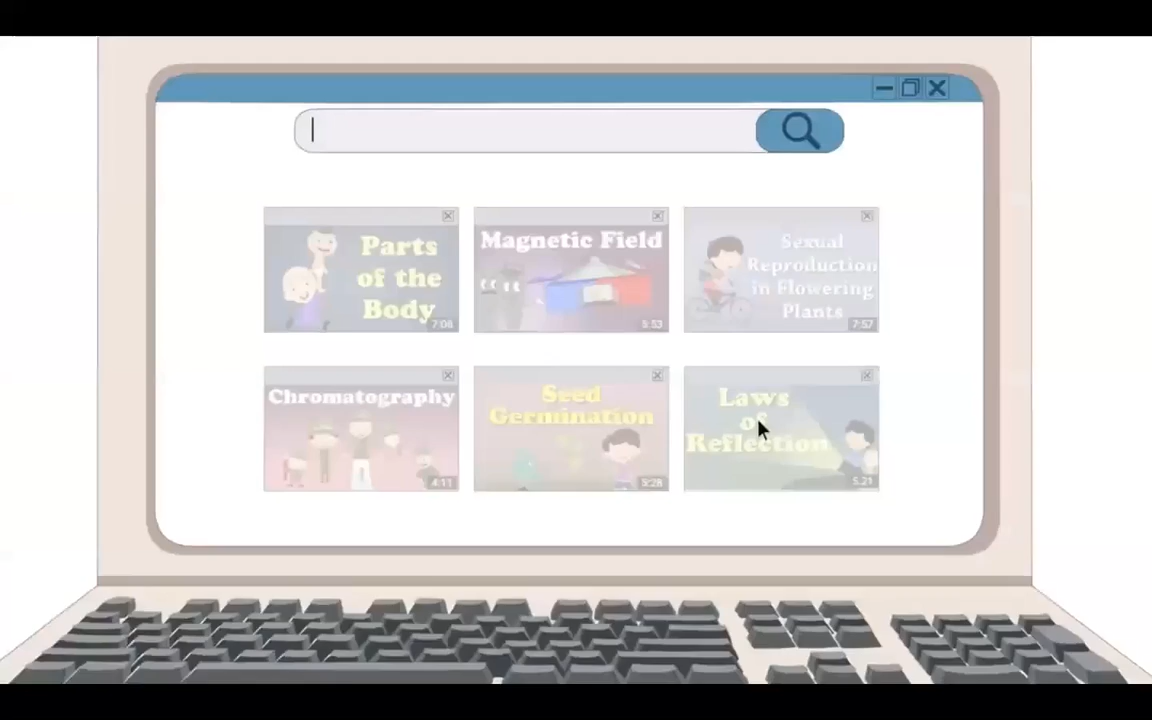 Parts
of the
Body
7:06
Magnetic Field
5:53
Sexual
Reproduction
in Flowering
Plants
7:57
Chromatography
4:11
Seed
Germination
5:28
Laws
of
Reflection
5:21